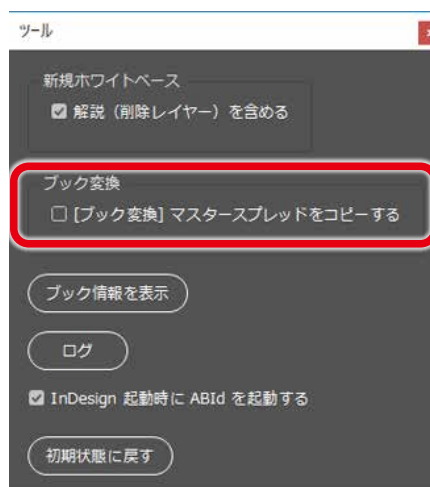 ツール
新規ホワイトベース
解説（削除レイヤー）を含める
ブック変換
[ブック変換] マスタースプレッドをコピーする
ブック情報を表示
ログ
InDesign 起動時に ABId を起動する
初期状態に戻す